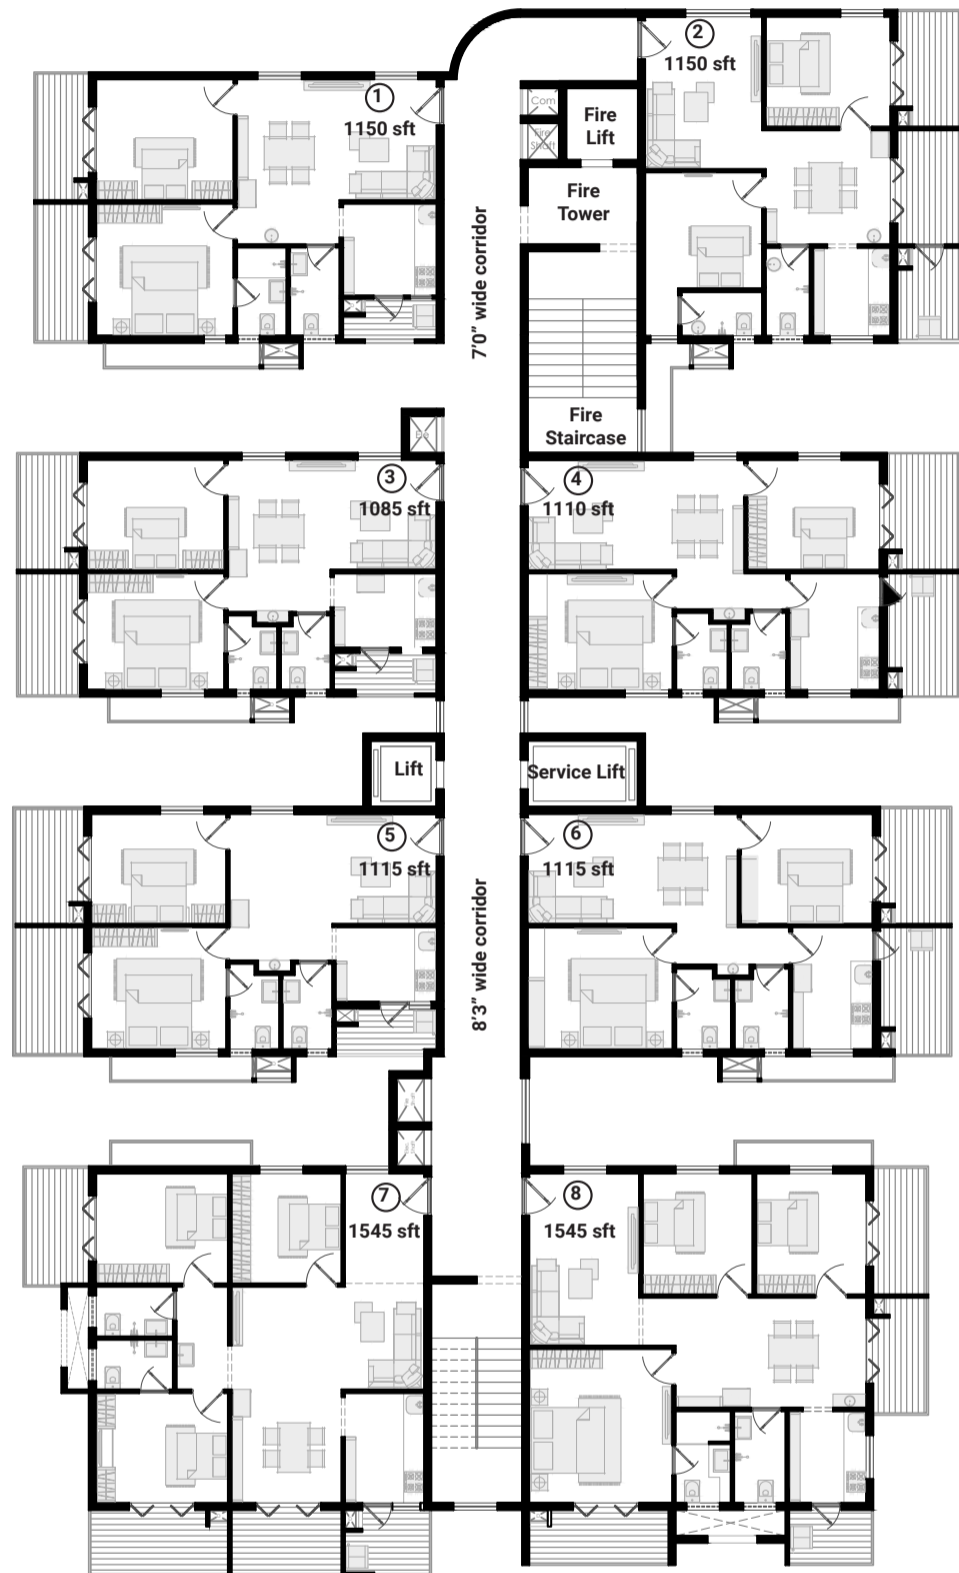 2
1150 sft
1
1150 sft
Com
Fire
Shaft
Fire
Lift
Fire
Tower
7'0" wide corridor
Fire
Staircase
3
1085 sft
4
1110 sft
Lift
Service Lift
5
1115 sft
6
1115 sft
8'3" wide corridor
7
1545 sft
8
1545 sft